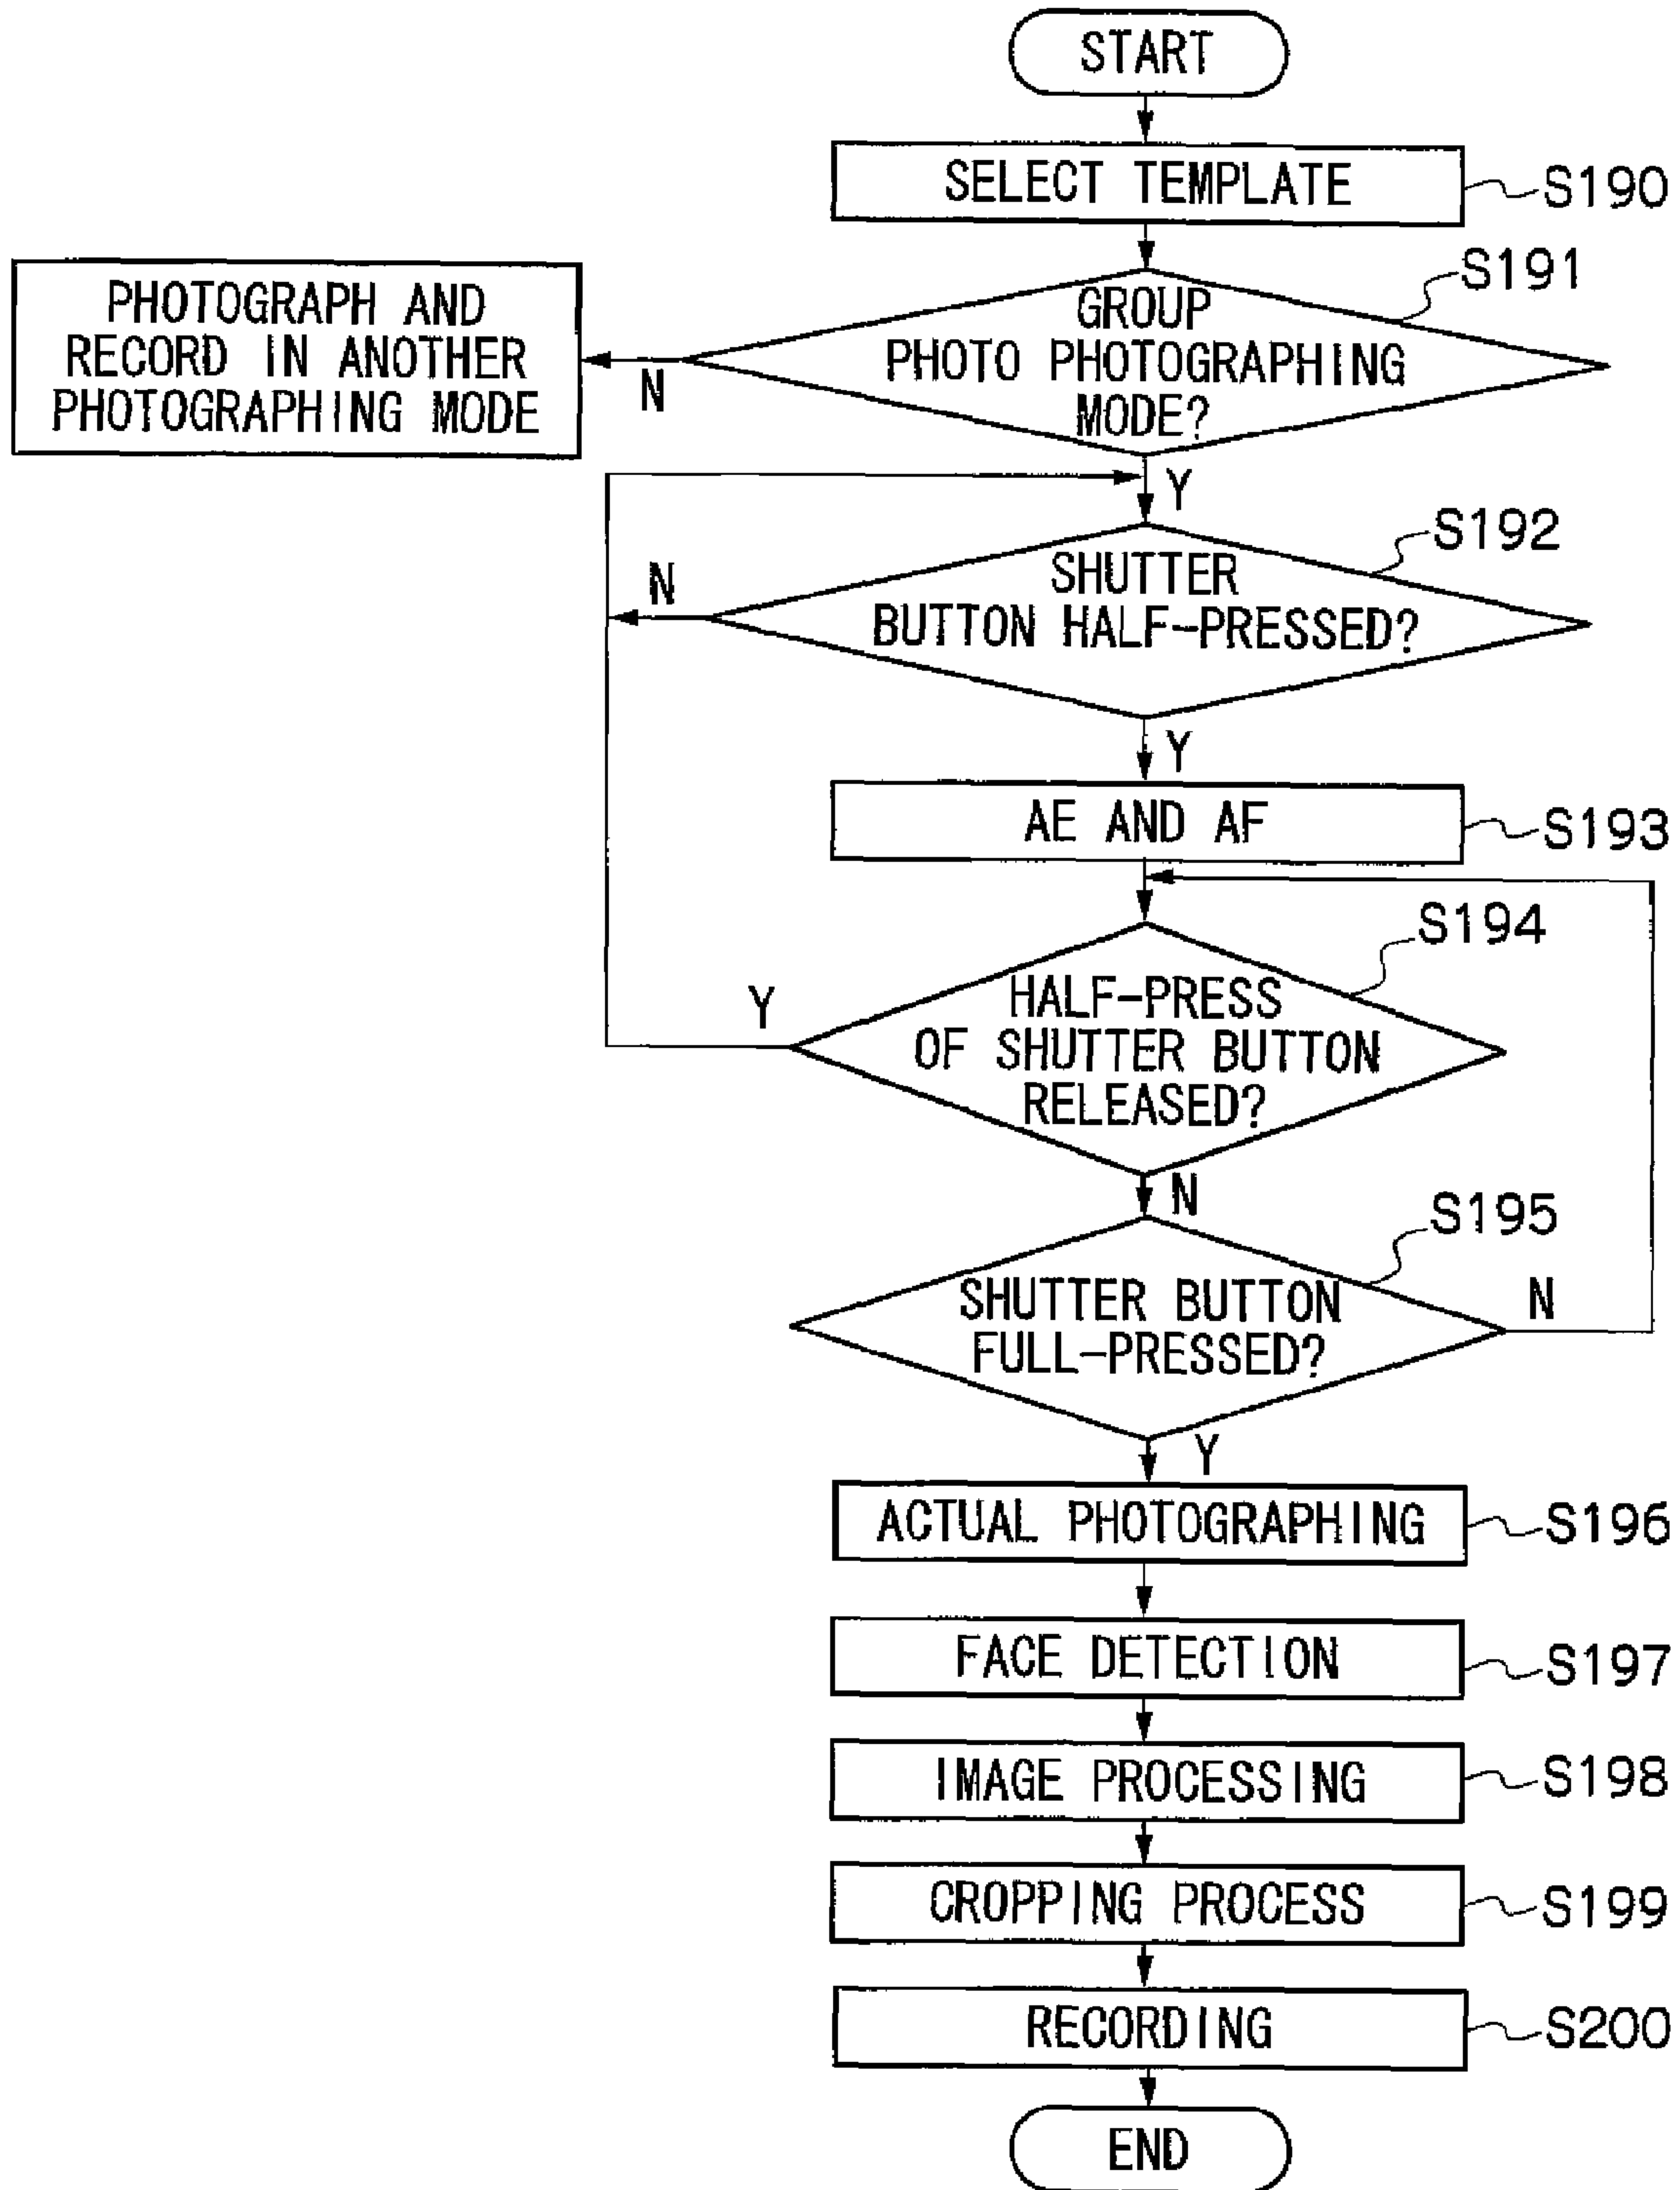 START
SELECT TEMPLATE
S190
GROUP
PHOTO PHOTOGRAPHING
MODE?
S191
PHOTOGRAPH AND
RECORD IN ANOTHER
PHOTOGRAPHING MODE
N
Y
SHUTTER
BUTTON HALF-PRESSED?
S192
N
Y
AE AND AF
S193
HALF-PRESS
OF SHUTTER BUTTON
RELEASED?
S194
Y
N
SHUTTER BUTTON
FULL-PRESSED?
S195
N
Y
ACTUAL PHOTOGRAPHING
S196
FACE DETECTION
S197
IMAGE PROCESSING
S198
CROPPING PROCESS
S199
RECORDING
S200
END